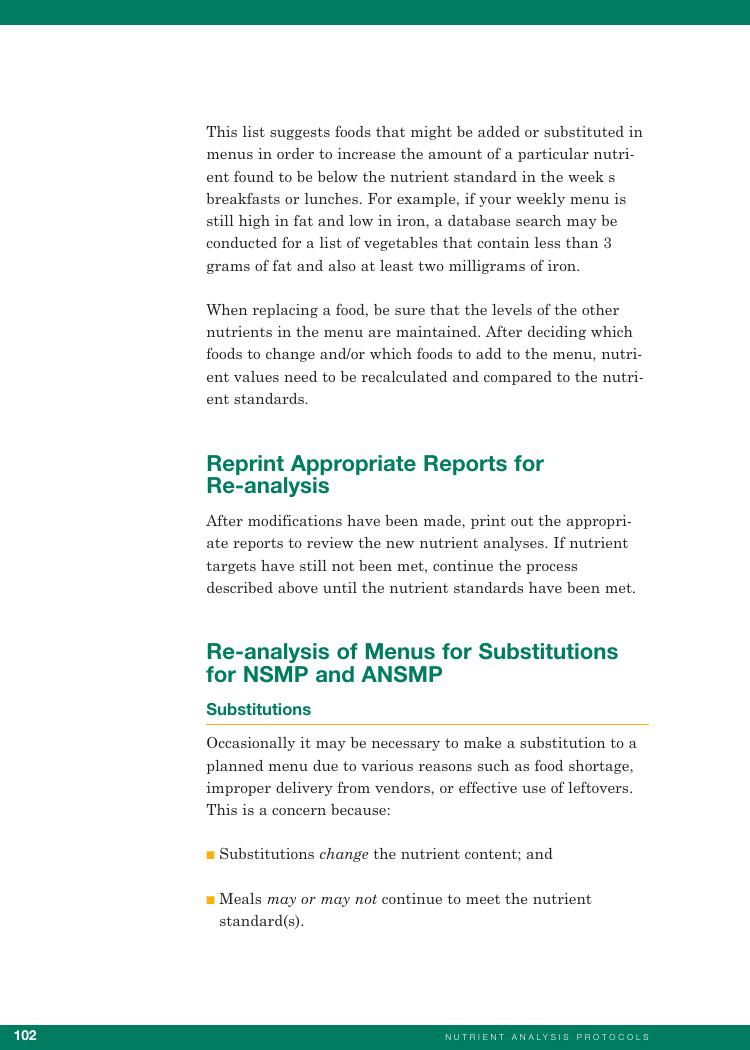 This list suggests foods that might be added or substituted in
menus in order to increase the amount of a particular nutri-
ent found to be below the nutrient standard in the week s
breakfasts or lunches. For example, if your weekly menu is
still high in fat and low in iron, a database search may be
conducted for a list of vegetables that contain less than 3
grams of fat and also at least two milligrams of iron.
When replacing a food, be sure that the levels of the other
nutrients in the menu are maintained. After deciding which
foods to change and/or which foods to add to the menu, nutri-
ent values need to be recalculated and compared to the nutri-
ent standards.
Reprint Appropriate Reports for
Re-analysis
After modifications have been made, print out the appropri-
ate reports to review the new nutrient analyses. If nutrient
targets have still not been met, continue the process
described above until the nutrient standards have been met.
Re-analysis of Menus for Substitutions
for NSMP and ANSMP
Substitutions
Occasionally it may be necessary to make a substitution to a
planned menu due to various reasons such as food shortage,
improper delivery from vendors, or effective use of leftovers.
This is a concern because:
■ Substitutions change the nutrient content; and
■ Meals may or may not continue to meet the nutrient
standard(s).
102 NUTRIENT ANALYSIS PROTOCOLS